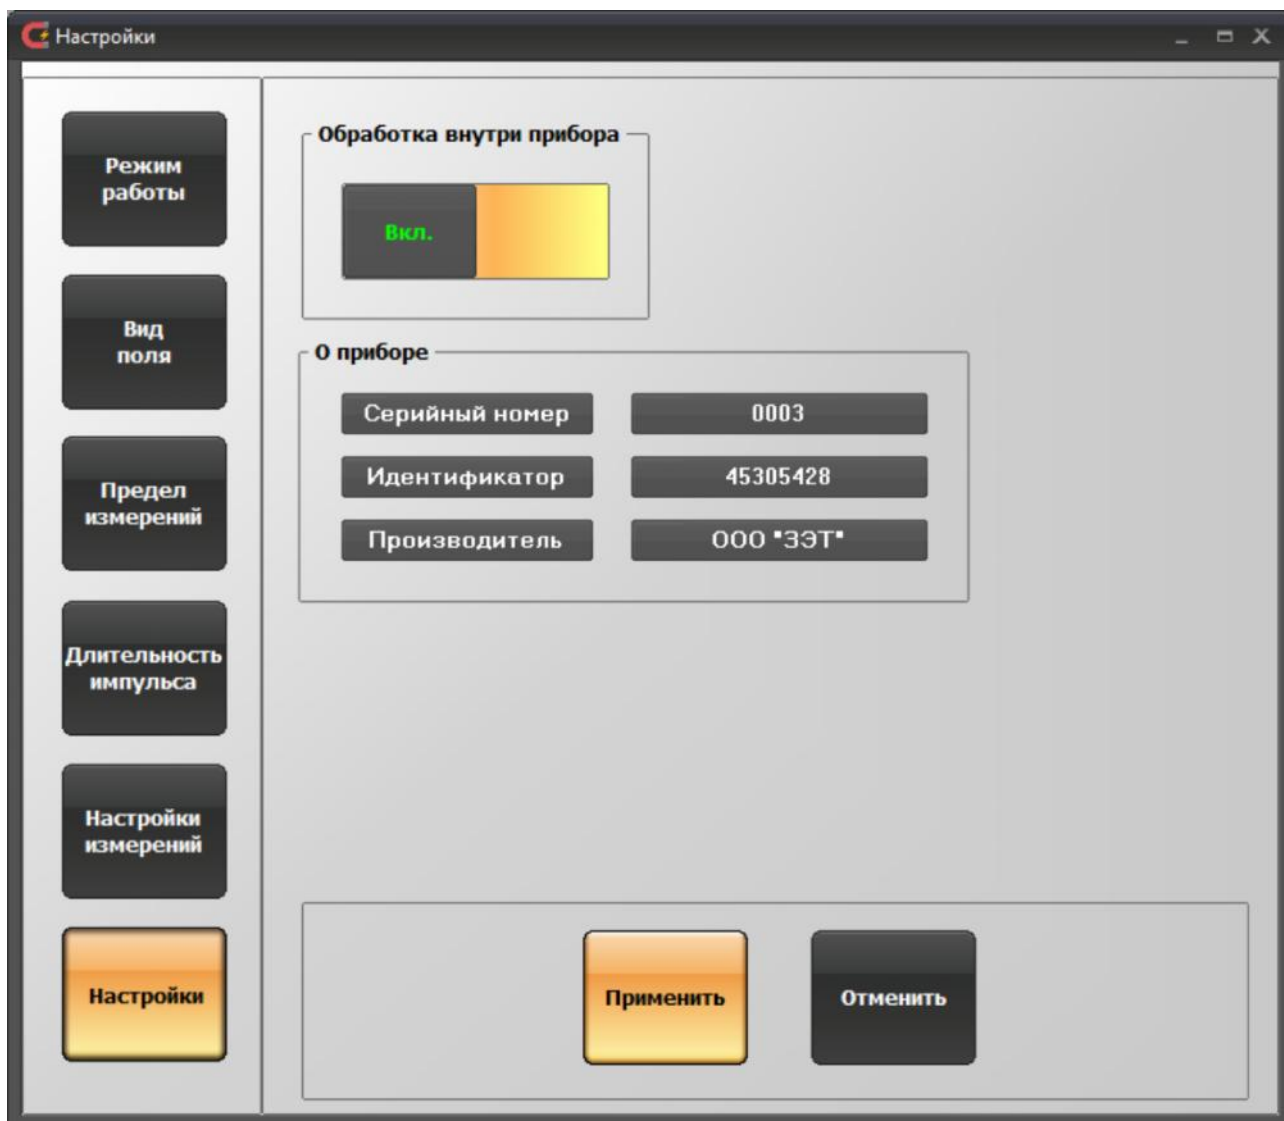 Настройки
Режим
работы
Вид
поля
Предел
измерений
Длительность
импульса
Настройки
измерений
Настройки
Обработка внутри прибора
Вкл.
О приборе
Серийный номер 0003
Идентификатор 45305428
Производитель ООО "ЗЭТ"
Применить
Отменить